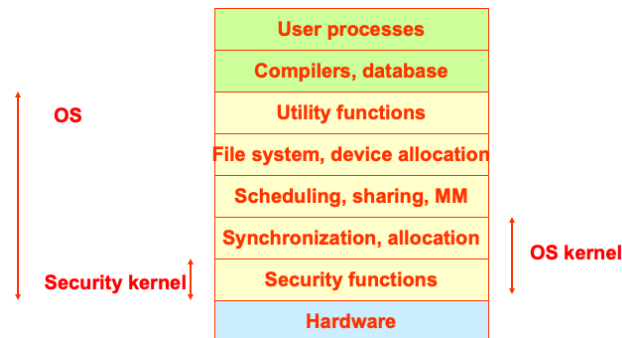 User processes
Compilers, database
OS
Utility functions
File system, device allocation
Scheduling, sharing, MM
Synchronization, allocation
OS kernel
Security kernel
Security functions
Hardware